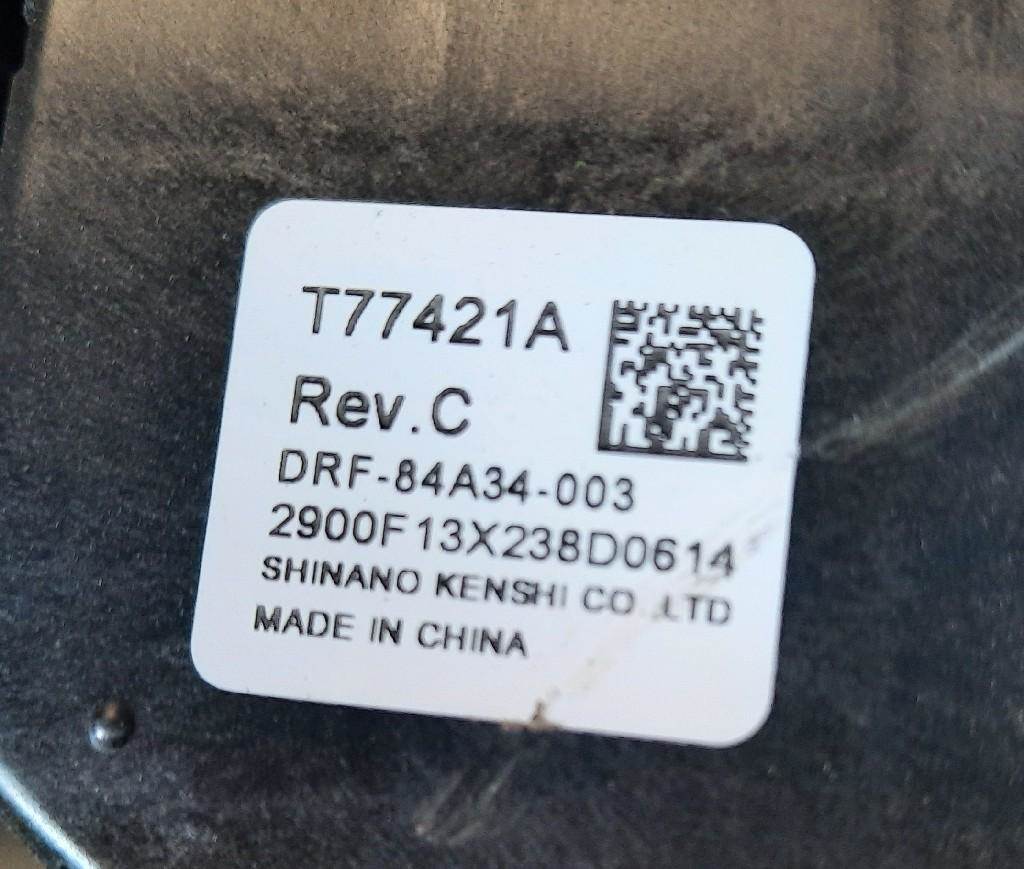 T77421A
Rev.C
DRF-84A34-003
2900F13X238D0614
SHINANO KENSHI CO.,LTD
MADE IN CHINA